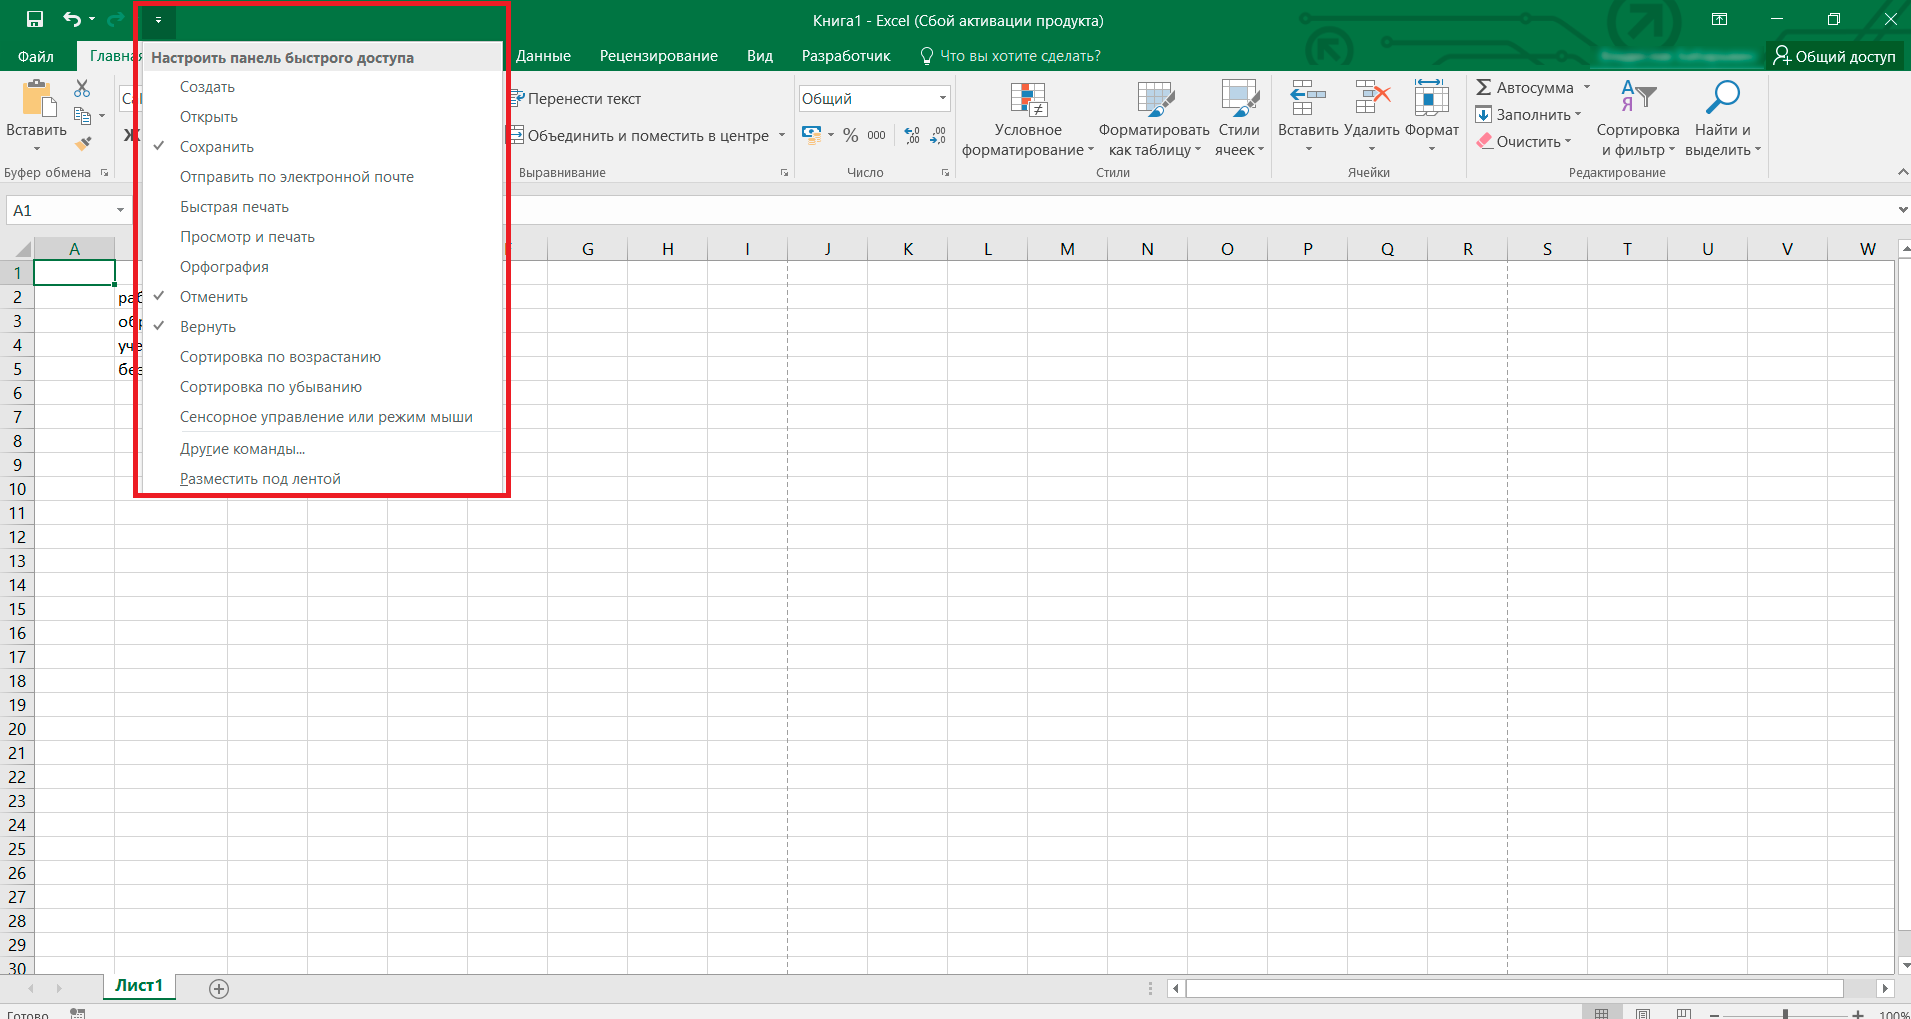 Книга1 - Excel (Сбой активации продукта)
Файл Главная Данные Рецензирование Вид Разработчик Что вы хотите сделать? Общий доступ
Настроить панель быстрого доступа
Создать
Открыть
Сохранить
Отправить по электронной почте
Быстрая печать
Просмотр и печать
Орфография
Отменить
Вернуть
Сортировка по возрастанию
Сортировка по убыванию
Сенсорное управление или режим мыши
Другие команды...
Разместить под лентой
Вставить
Буфер обмена
Ж
Перенести текст
Объединить и поместить в центре
Выравнивание
Общий
% 000
Число
Условное форматирование
Форматировать как таблицу
Стили ячеек
Стили
Вставить Удалить Формат
Ячейки
Автосумма
Заполнить
Очистить
Сортировка и фильтр
Найти и выделить
Редактирование
A1
A G H I J K L M N O P Q R S T U V W
1
2 раб
3 обр
4 уче
5 без
6
7
8
9
10
11
12
13
14
15
16
17
18
19
20
21
22
23
24
25
26
27
28
29
30
Лист1
Готово 100%